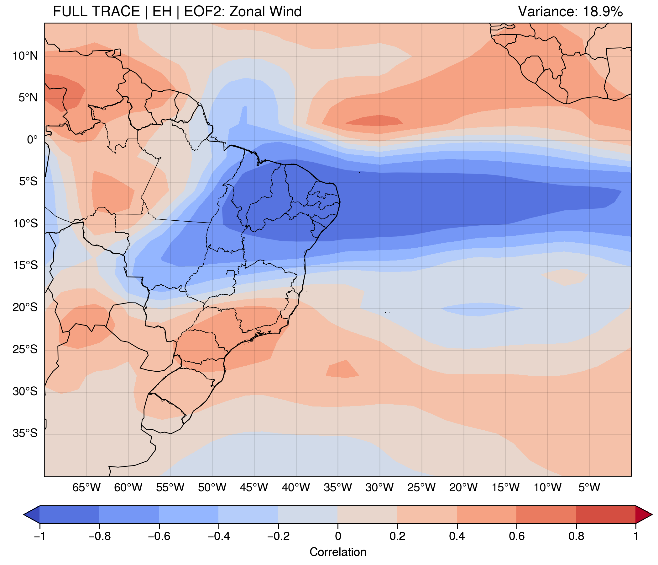 FULL TRACE | EH | EOF2: Zonal Wind Variance: 18.9%
10°N
5°N
0°
5°S
10°S
15°S
20°S
25°S
30°S
35°S
65°W 60°W 55°W 50°W 45°W 40°W 35°W 30°W 25°W 20°W 15°W 10°W 5°W
−1 −0.8 −0.6 −0.4 −0.2 0 0.2 0.4 0.6 0.8 1
Correlation